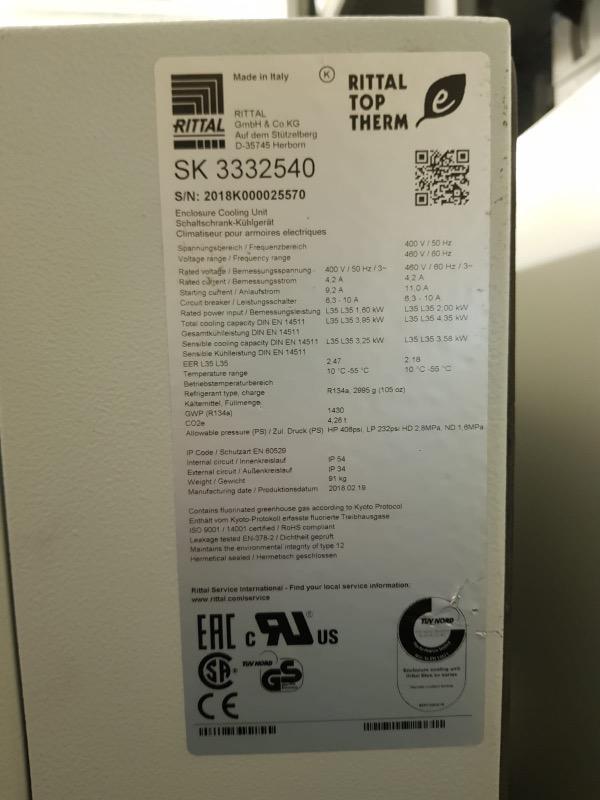 RITTAL
Made in Italy
K
RITTAL
GmbH & Co.KG
Auf dem Stützelberg
D-35745 Herborn
RITTAL
TOP
THERM
e
SK 3332540
S/N: 2018K000025570
Enclosure Cooling Unit
Schaltschrank-Kühlgerät
Climatiseur pour armoires electriques
Spannungsbereich / Frequenzbereich 400 V / 50 Hz
Voltage range / Frequency range 460 V / 60 Hz
Rated voltage / Bemessungsspannung 400 V / 50 Hz / 3~ 460 V / 60 Hz / 3~
Rated current / Bemessungsstrom 4,2 A 4,2 A
Starting current / Anlaufstrom 9,2 A 11,0 A
Circuit breaker / Leistungsschalter 6,3 - 10 A 6,3 - 10 A
Rated power input / Bemessungsleistung L35 L35 1,60 kW L35 L35 2,00 kW
Total cooling capacity DIN EN 14511 L35 L35 3,95 kW L35 L35 4,35 kW
Gesamtkühlleistung DIN EN 14511
Sensible cooling capacity DIN EN 14511 L35 L35 3,25 kW L35 L35 3,58 kW
Sensible Kühlleistung DIN EN 14511
EER L35 L35 2.47 2.18
Temperature range 10 °C -55 °C 10 °C -55 °C
Betriebstemperaturbereich
Refrigerant type, charge R134a, 2995 g (105 oz)
Kältemittel, Füllmenge
GWP (R134a) 1430
CO2e 4,28 t
Allowable pressure (PS) / Zul. Druck (PS) HP 406psi, LP 232psi HD 2,8MPa, ND 1,6MPa
IP Code / Schutzart EN 60529
Internal circuit / Innenkreislauf IP 54
External circuit / Außenkreislauf IP 34
Weight / Gewicht 91 kg
Manufacturing date / Produktionsdatum 2018.02.19
Contains fluorinated greenhouse gas according to Kyoto Protocol
Enthält vom Kyoto-Protokoll erfasste fluorierte Treibhausgase
ISO 9001 / 14001 certified / RoHS compliant
Leakage tested EN-378-2 / Dichtheit geprüft
Maintains the environmental integrity of type 12
Hermetical sealed / Hermetisch geschlossen
Rittal Service International - Find your local service information:
www.rittal.com/service
EAC c RU ® US
SA ®
TUV NORD
GS
CE
TÜV NORD
Enclosure cooling unit